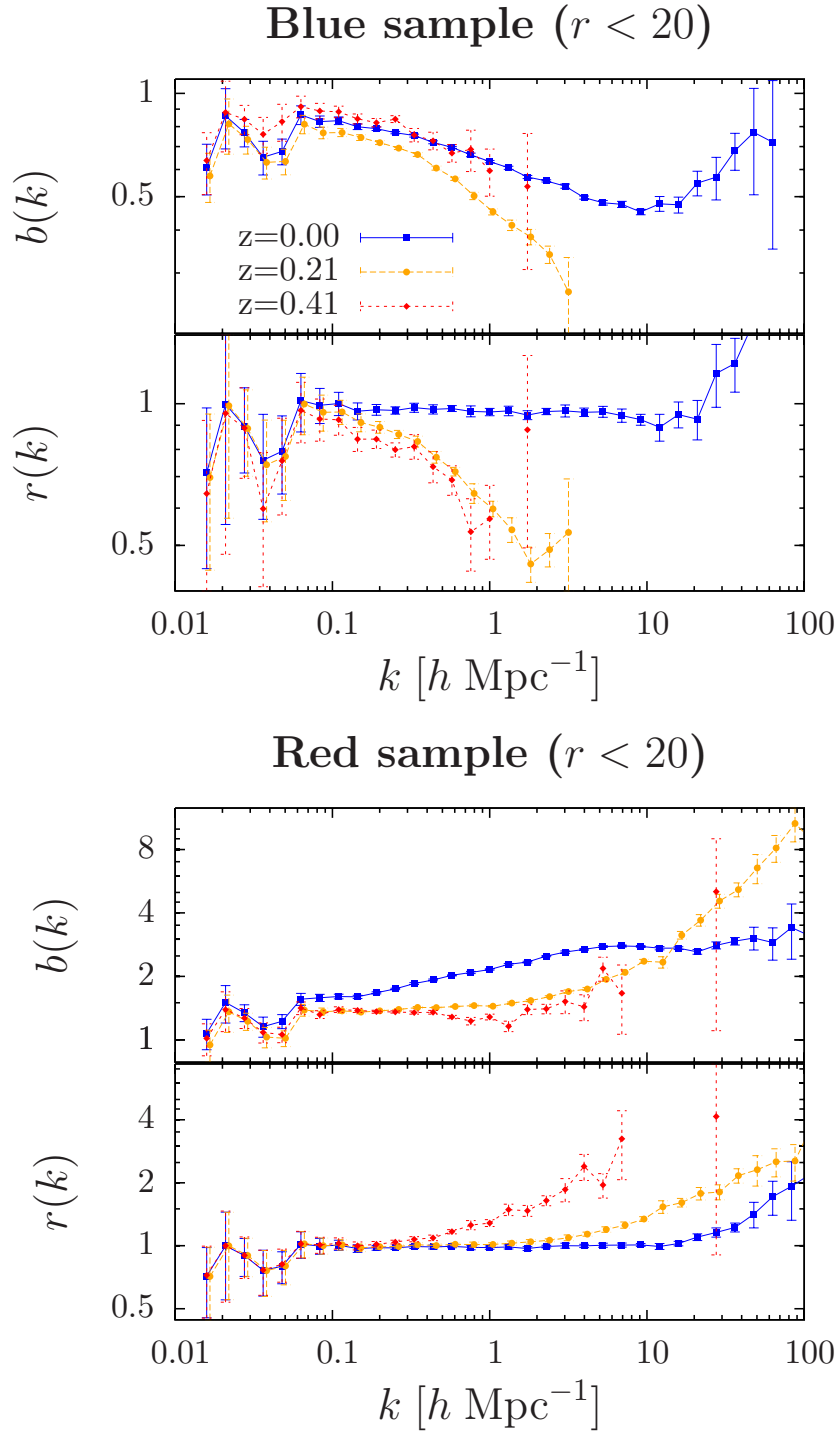 Blue sample (r < 20)
1
0.5
b(k)
z=0.00
z=0.21
z=0.41
1
0.5
r(k)
0.01 0.1 1 10 100
k [h Mpc⁻¹]
Red sample (r < 20)
8
4
2
1
b(k)
4
2
1
0.5
r(k)
0.01 0.1 1 10 100
k [h Mpc⁻¹]